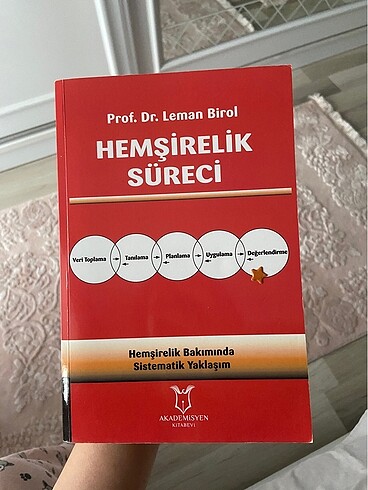 Prof. Dr. Leman Birol
HEMŞİRELİK
SÜRECİ
Veri Toplama
Tanılama
Planlama
Uygulama
Değerlendirme
Hemşirelik Bakımında
Sistematik Yaklaşım
AKADEMİSYEN
KİTABEVİ